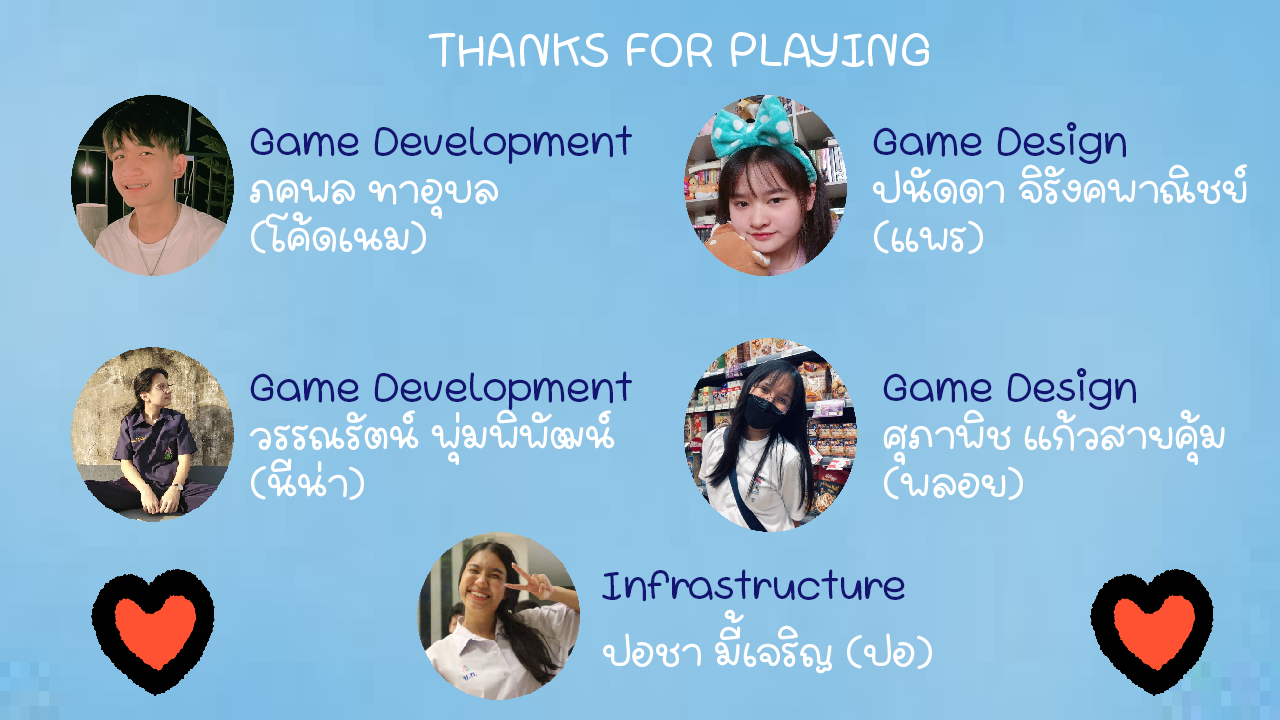 THANKS FOR PLAYING
Game Development
ภคพล ทาอุบล
(โค้ดเนม)
Game Design
ปนัดดา จิรังคพาณิชย์
(แพร)
Game Development
วรรณรัตน์ พุ่มพิพัฒน์
(นีน่า)
Game Design
ศุภาพิช แก้วสายคุ้ม
(พลอย)
Infrastructure
ปอชา มี้เจริญ (ปอ)